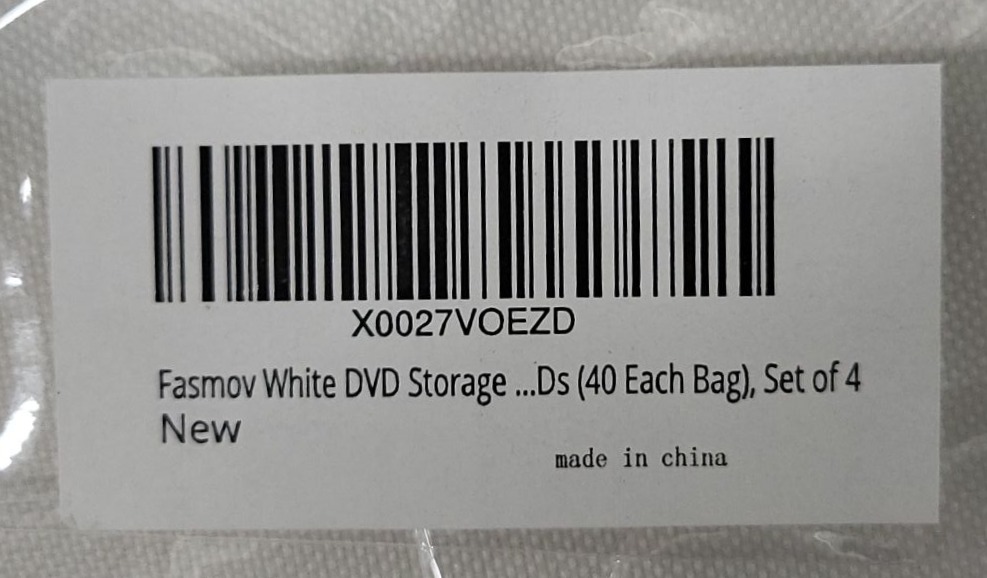 X0027VOEZD
Fasmov White DVD Storage ...Ds (40 Each Bag), Set of 4
New
made in china